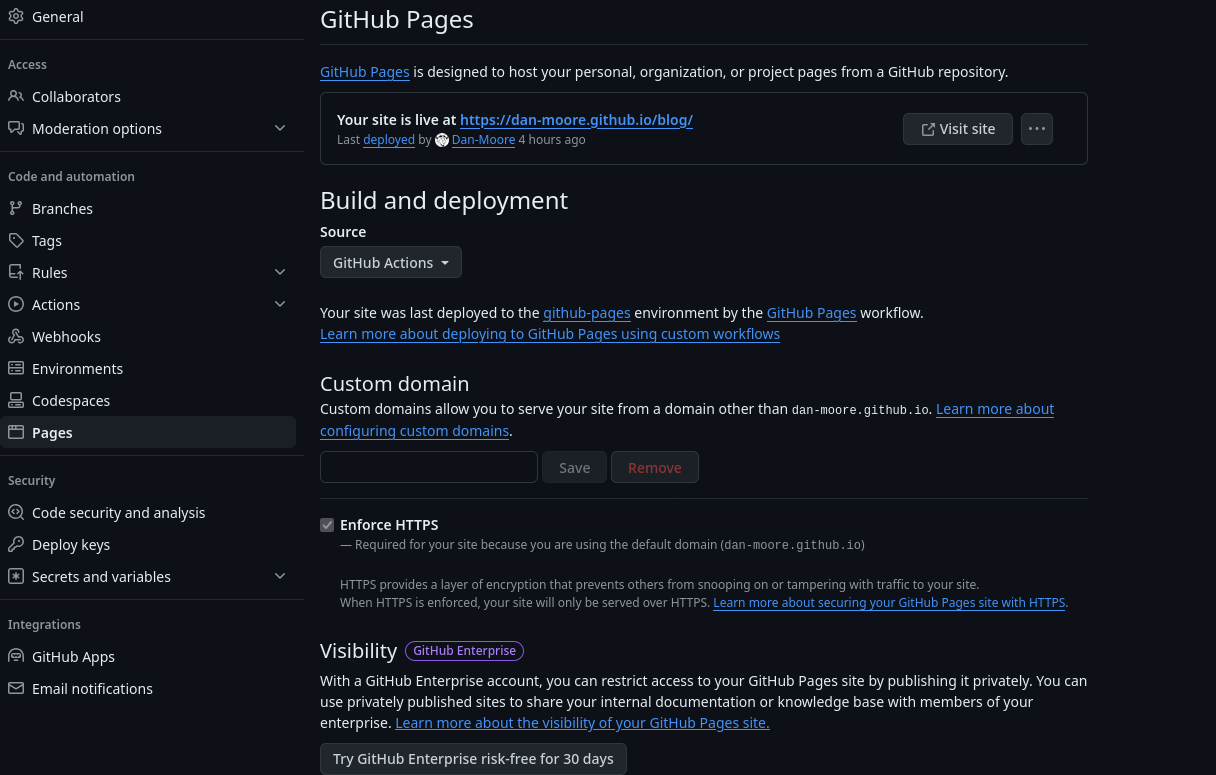 General
Access
Collaborators
Moderation options
Code and automation
Branches
Tags
Rules
Actions
Webhooks
Environments
Codespaces
Pages
Security
Code security and analysis
Deploy keys
Secrets and variables
Integrations
GitHub Apps
Email notifications
GitHub Pages
GitHub Pages is designed to host your personal, organization, or project pages from a GitHub repository.
Your site is live at https://dan-moore.github.io/blog/
Last deployed by Dan-Moore 4 hours ago
Visit site
Build and deployment
Source
GitHub Actions
Your site was last deployed to the github-pages environment by the GitHub Pages workflow.
Learn more about deploying to GitHub Pages using custom workflows
Custom domain
Custom domains allow you to serve your site from a domain other than dan-moore.github.io. Learn more about
configuring custom domains.
Save
Remove
Enforce HTTPS
— Required for your site because you are using the default domain (dan-moore.github.io)
HTTPS provides a layer of encryption that prevents others from snooping on or tampering with traffic to your site.
When HTTPS is enforced, your site will only be served over HTTPS. Learn more about securing your GitHub Pages site with HTTPS.
Visibility GitHub Enterprise
With a GitHub Enterprise account, you can restrict access to your GitHub Pages site by publishing it privately. You can
use privately published sites to share your internal documentation or knowledge base with members of your
enterprise. Learn more about the visibility of your GitHub Pages site.
Try GitHub Enterprise risk-free for 30 days